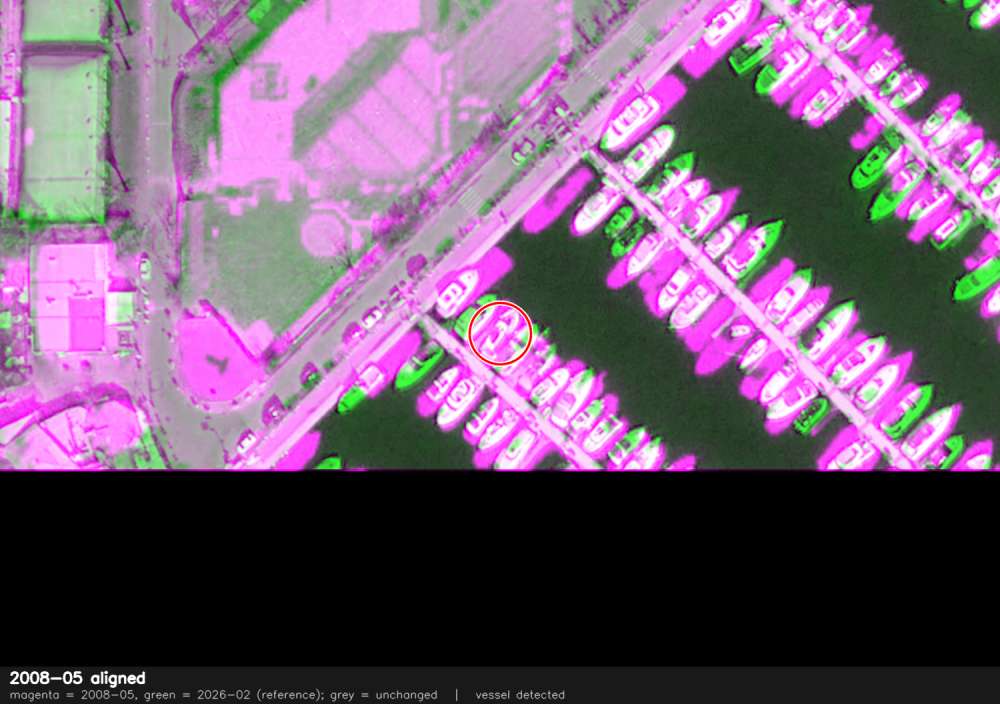 2008-05 aligned
magenta = 2008-05, green = 2026-02 (reference); grey = unchanged | vessel detected